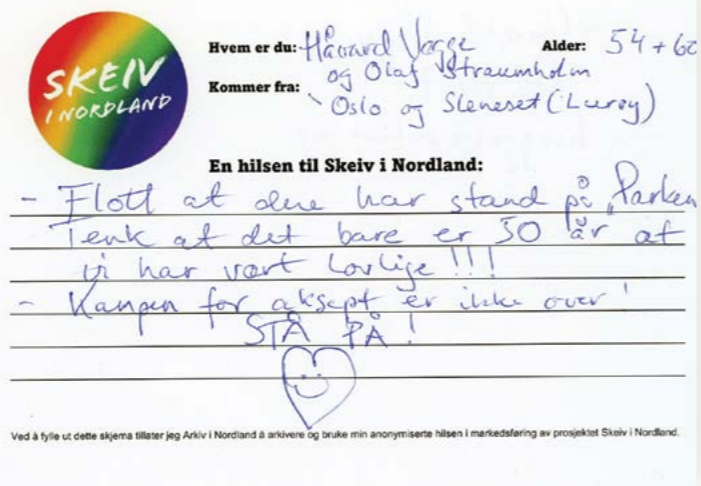 SKEIV
I NORDLAND
Hvem er du: Håvard Vegge Alder: 54 + 60
og Olaf Straumholm
Kommer fra: Oslo og Sleneset (Lurøy)
En hilsen til Skeiv i Nordland:
- Flott at dere har stand på "Parken
Tenk at det bare er 50 år at
vi har vært lovlige!!!
- Kampen for aksept er ikke over!
STÅ PÅ!
Ved å fylle ut dette skjema tillater jeg Arkiv i Nordland å arkivere og bruke min anonymiserte hilsen i markedsføring av prosjektet Skeiv i Nordland.